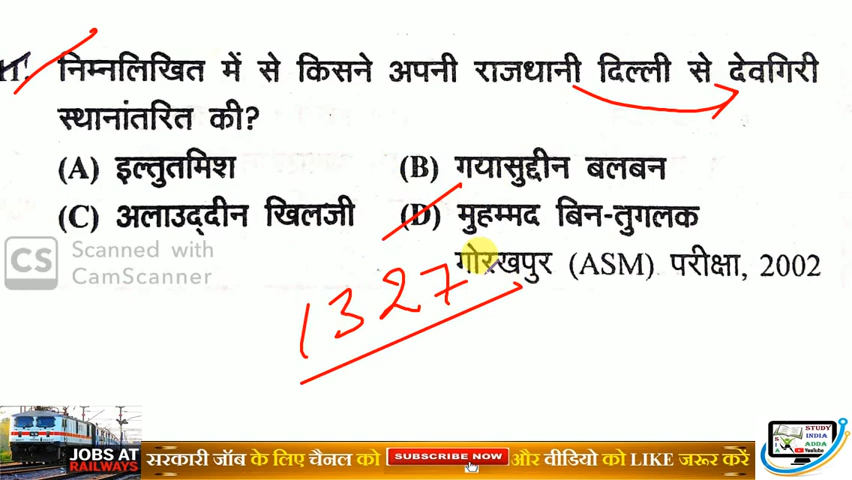 11. निम्नलिखित में से किसने अपनी राजधानी दिल्ली से देवगिरी
स्थानांतरित की?
(A) इल्तुतमिश (B) गयासुद्दीन बलबन
(C) अलाउद्दीन खिलजी (D) मुहम्मद बिन-तुगलक
गोरखपुर (ASM) परीक्षा, 2002
1327
CS Scanned with
CamScanner
JOBS AT
RAILWAYS
सरकारी जॉब के लिए चैनल को SUBSCRIBE NOW और वीडियो को LIKE जरूर करें
STUDY
INDIA
ADDA
YouTube